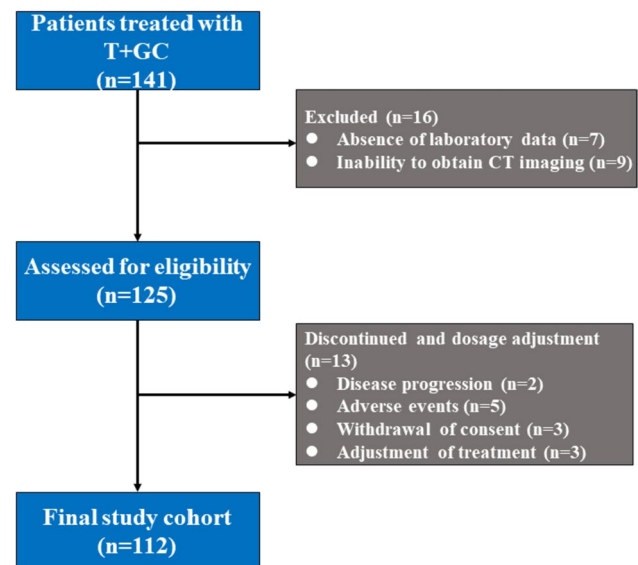 Patients treated with
T+GC
(n=141)
Excluded (n=16)
● Absence of laboratory data (n=7)
● Inability to obtain CT imaging (n=9)
Assessed for eligibility
(n=125)
Discontinued and dosage adjustment
(n=13)
● Disease progression (n=2)
● Adverse events (n=5)
● Withdrawal of consent (n=3)
● Adjustment of treatment (n=3)
Final study cohort
(n=112)